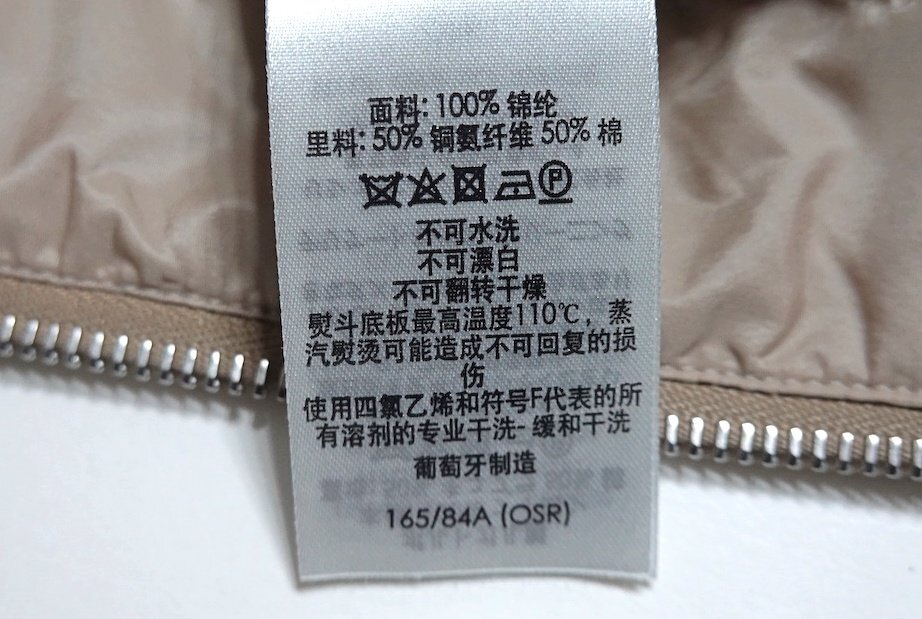 面料: 100% 锦纶
里料: 50% 铜氨纤维 50% 棉
P
不可水洗
不可漂白
不可翻转干燥
熨斗底板最高温度110℃，蒸
汽熨烫可能造成不可回复的损
伤
使用四氯乙烯和符号F代表的所
有溶剂的专业干洗- 缓和干洗
葡萄牙制造
165/84A (OSR)